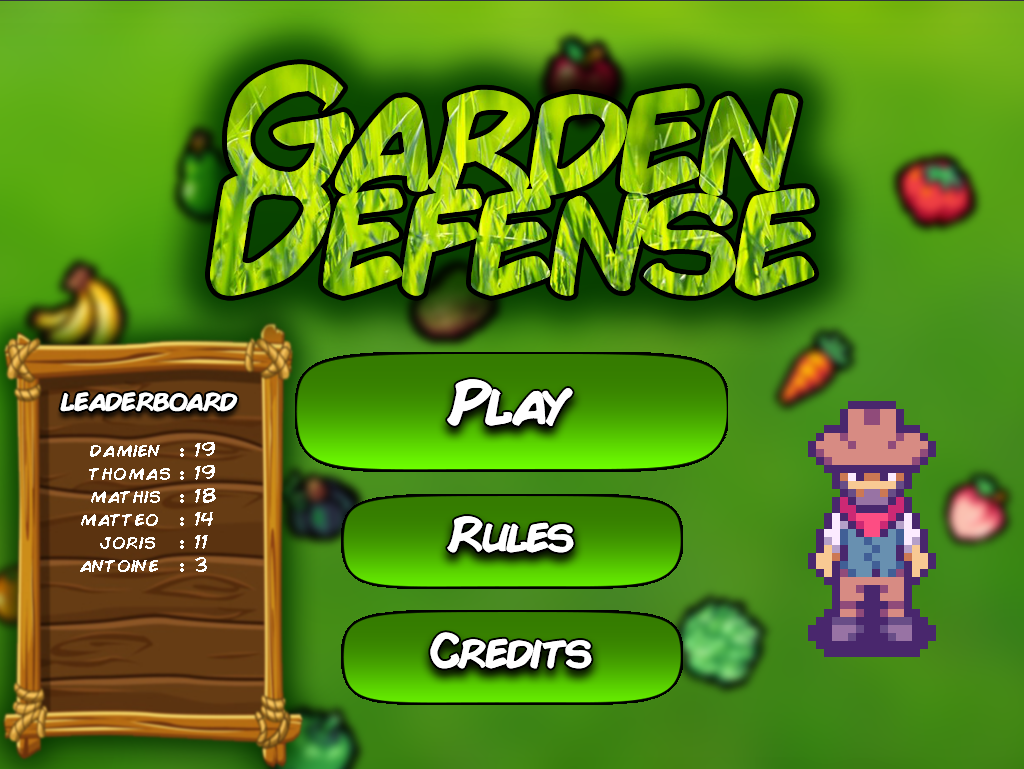 GARDEN
DEFENSE
PLAY
LEADERBOARD
DAMIEN : 19
THOMAS : 19
MATHIS : 18
MATTEO : 14
JORIS : 11
ANTOINE : 3
RULES
CREDITS